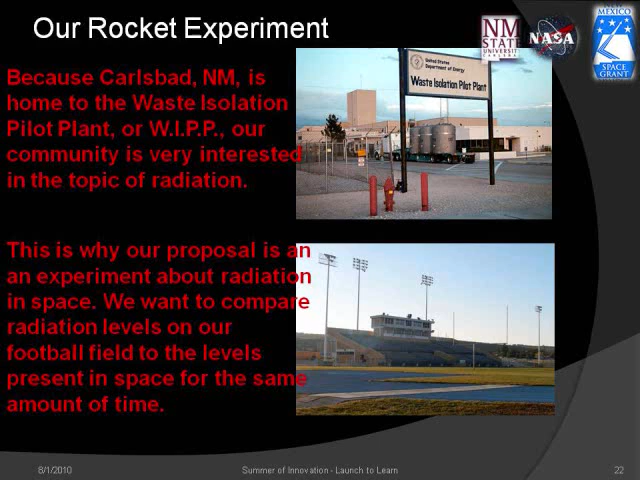 Our Rocket Experiment
NM
STATE
UNIVERSITY
CARLSBAD
NASA
NEW MEXICO
SPACE
GRANT
Because Carlsbad, NM, is
home to the Waste Isolation
Pilot Plant, or W.I.P.P., our
community is very interested
in the topic of radiation.
United States
Department of Energy
Waste Isolation Pilot Plant
This is why our proposal is an
an experiment about radiation
in space. We want to compare
radiation levels on our
football field to the levels
present in space for the same
amount of time.
8/1/2010
Summer of Innovation - Launch to Learn
22